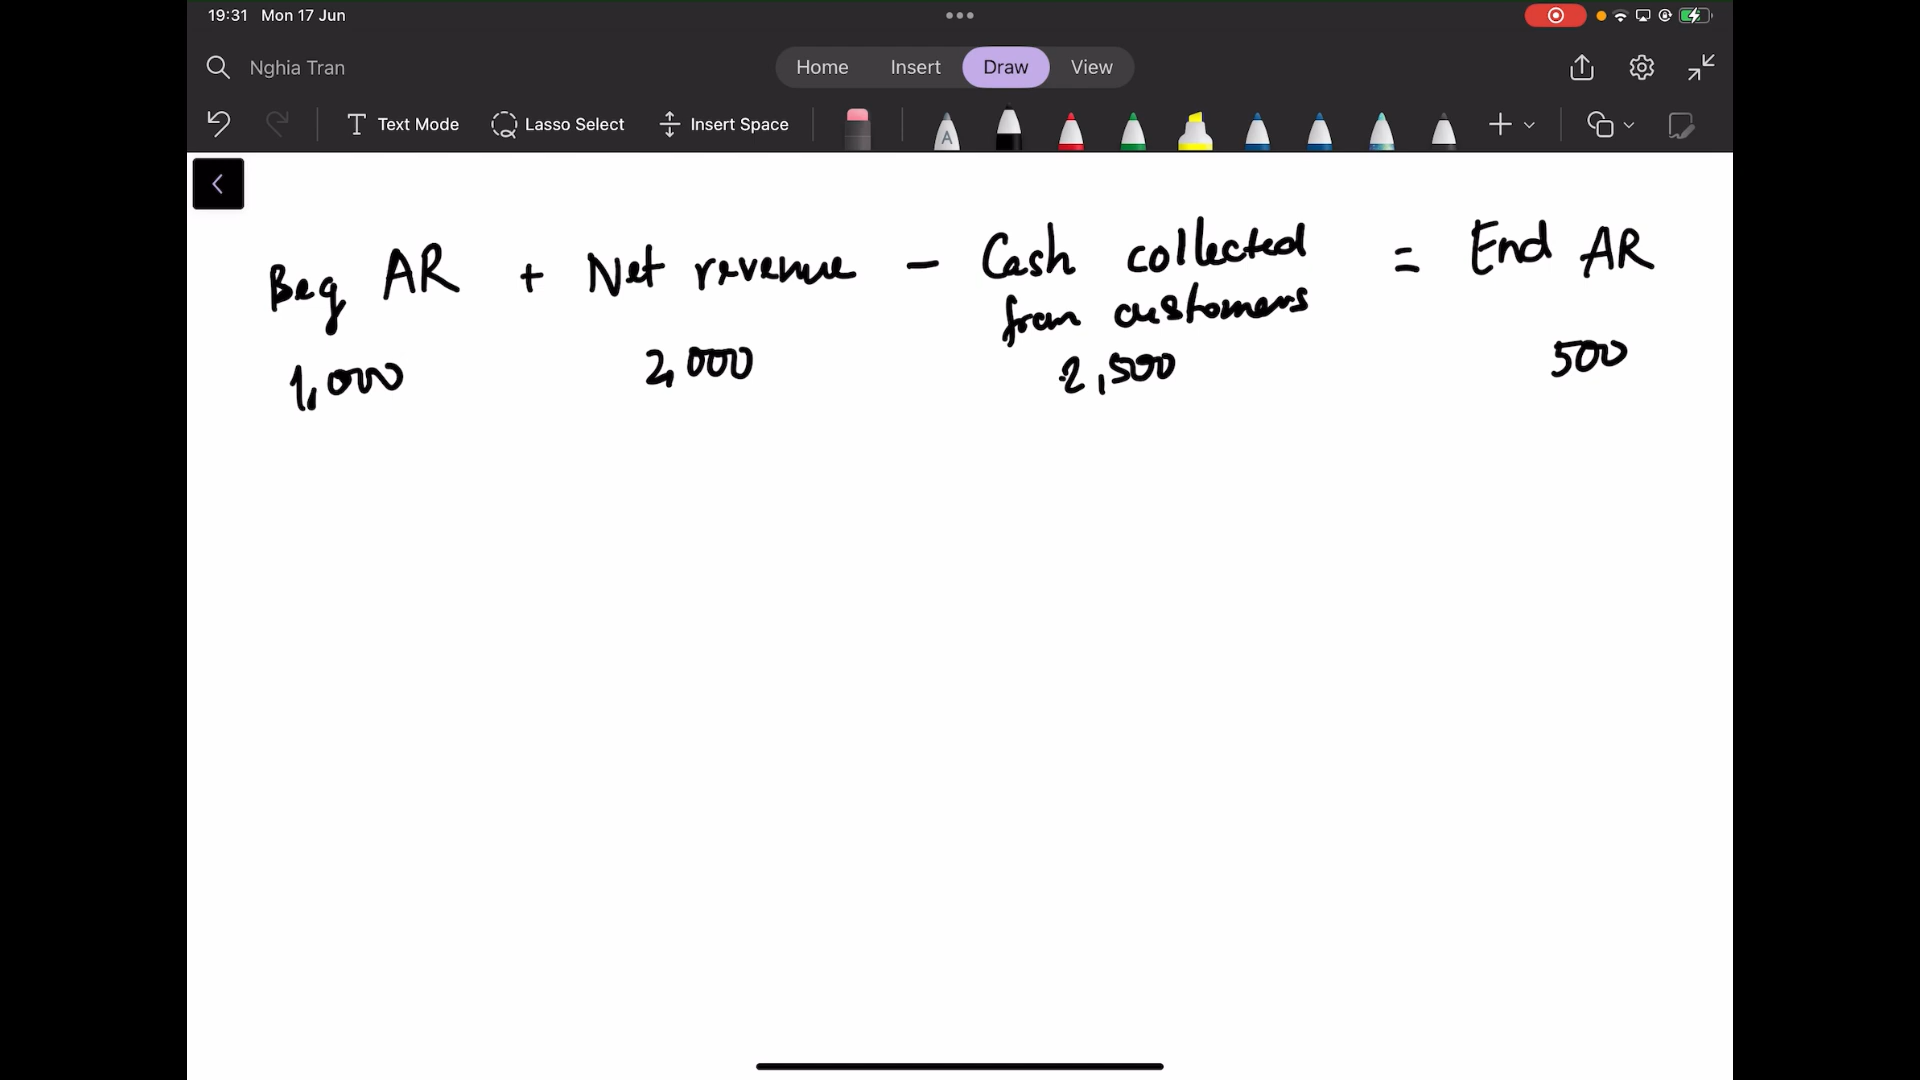 19:31 Mon 17 Jun
Nghia Tran
Home Insert Draw View
Text Mode Lasso Select Insert Space
A
Beg AR + Net revenue - Cash collected = End AR
from customers
1,000 2,000 2,500 500